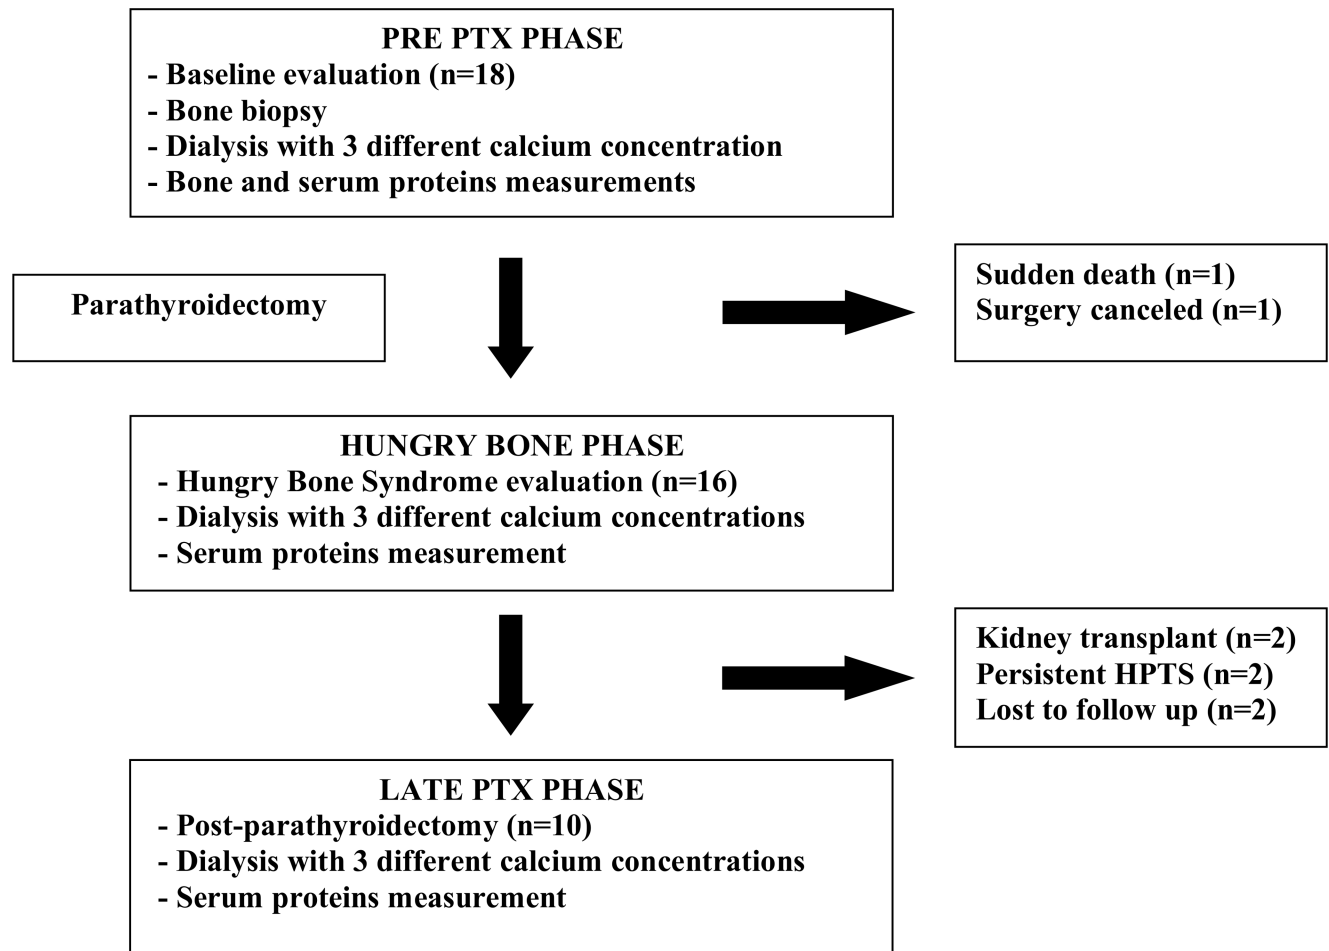 PRE PTX PHASE
- Baseline evaluation (n=18)
- Bone biopsy
- Dialysis with 3 different calcium concentration
- Bone and serum proteins measurements
Parathyroidectomy
Sudden death (n=1)
Surgery canceled (n=1)
HUNGRY BONE PHASE
- Hungry Bone Syndrome evaluation (n=16)
- Dialysis with 3 different calcium concentrations
- Serum proteins measurement
Kidney transplant (n=2)
Persistent HPTS (n=2)
Lost to follow up (n=2)
LATE PTX PHASE
- Post-parathyroidectomy (n=10)
- Dialysis with 3 different calcium concentrations
- Serum proteins measurement